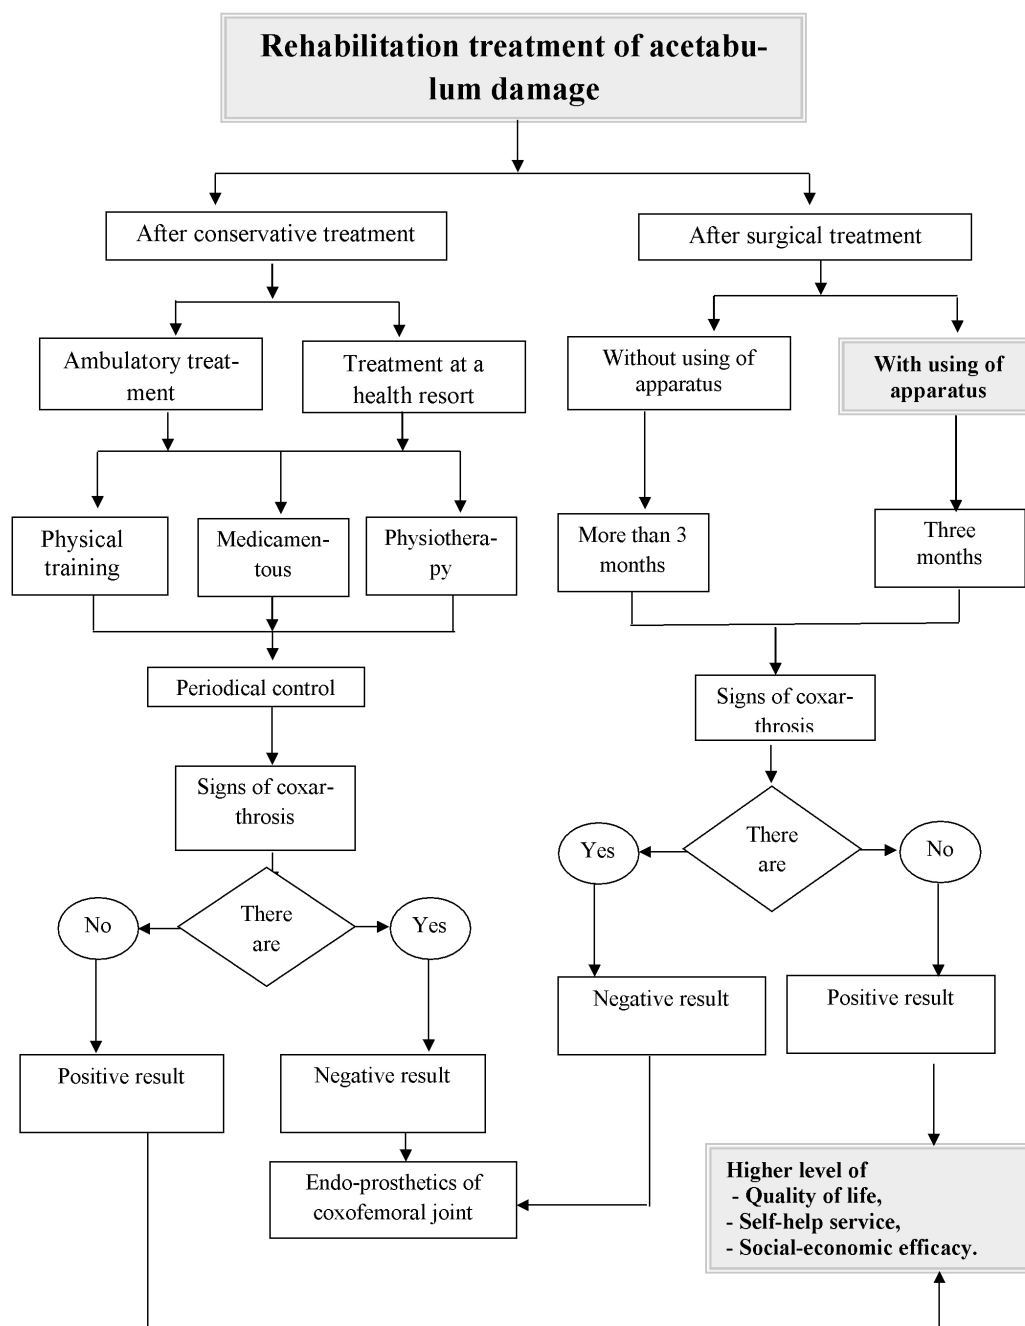 Rehabilitation treatment of acetabu-
lum damage
After conservative treatment
After surgical treatment
Ambulatory treat-
ment
Treatment at a
health resort
Without using of
apparatus
With using of
apparatus
Physical
training
Medicamen-
tous
Physiothera-
py
More than 3
months
Three
months
Periodical control
Signs of coxar-
throsis
Signs of coxar-
throsis
There
are
Yes
No
There
are
No
Yes
Negative result
Positive result
Positive result
Negative result
Endo-prosthetics of
coxofemoral joint
Higher level of
- Quality of life,
- Self-help service,
- Social-economic efficacy.